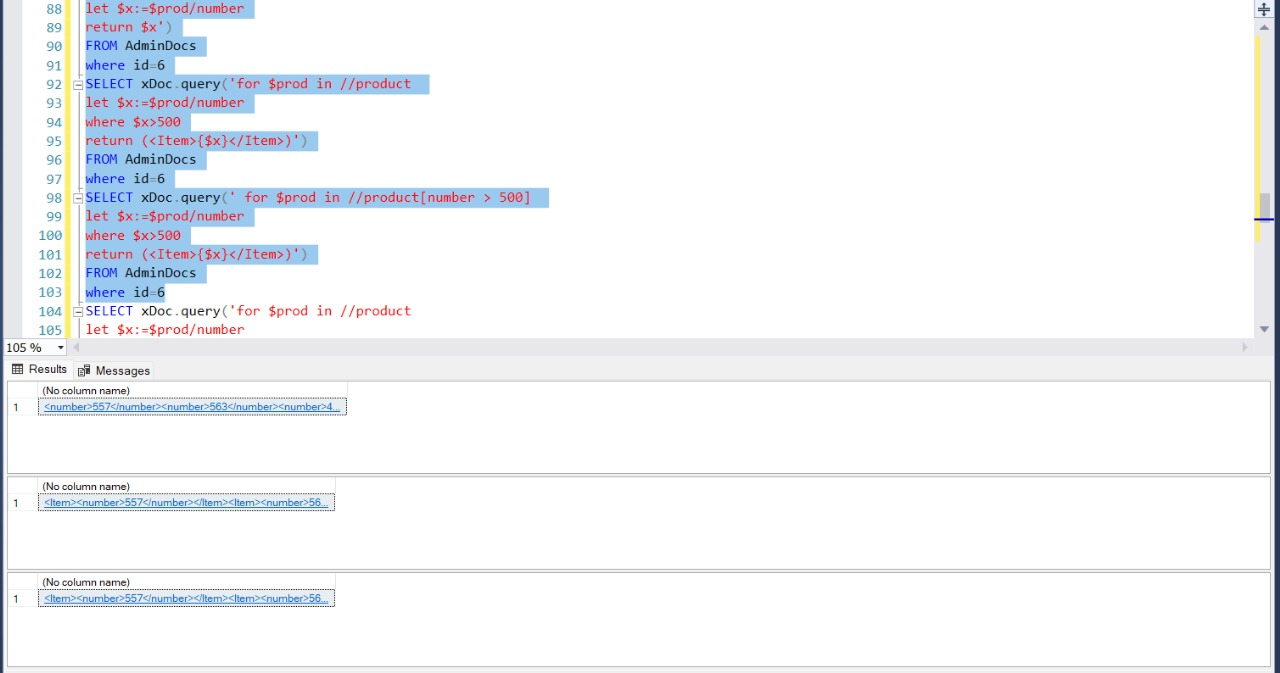 88 let $x:=$prod/number
89 return $x')
90 FROM AdminDocs
91 where id=6
92 SELECT xDoc.query('for $prod in //product
93 let $x:=$prod/number
94 where $x>500
95 return (<Item>{$x}</Item>)')
96 FROM AdminDocs
97 where id=6
98 SELECT xDoc.query(' for $prod in //product[number > 500]
99 let $x:=$prod/number
100 where $x>500
101 return (<Item>{$x}</Item>)')
102 FROM AdminDocs
103 where id=6
104 SELECT xDoc.query('for $prod in //product
105 let $x:=$prod/number
105 %
Results Messages
(No column name)
1 <number>557</number><number>563</number><number>4...
(No column name)
1 <Item><number>557</number></Item><Item><number>56...
(No column name)
1 <Item><number>557</number></Item><Item><number>56...